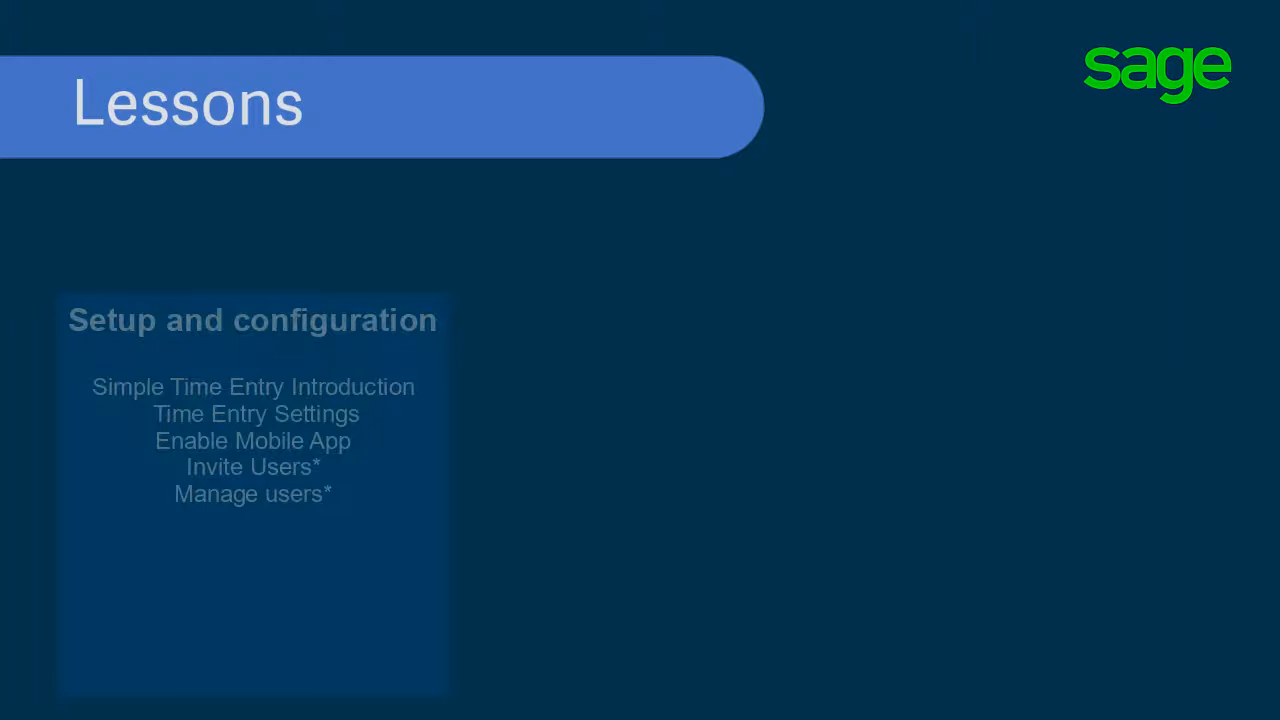 Lessons
sage
Setup and configuration
Simple Time Entry Introduction
Time Entry Settings
Enable Mobile App
Invite Users*
Manage users*